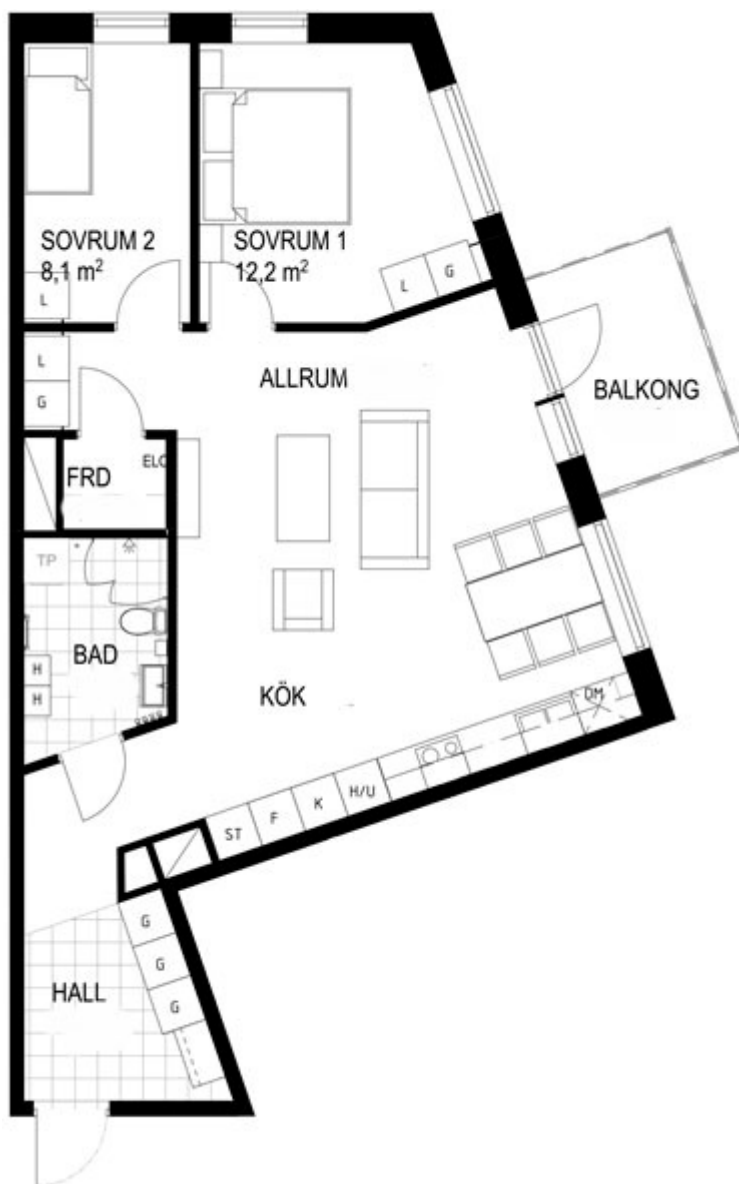 SOVRUM 2
8,1 m²
SOVRUM 1
12,2 m²
L
G
L
L
G
ALLRUM
BALKONG
FRD
ELC
TP
BAD
H
H
KÖK
DM
H/U
K
F
ST
G
G
G
HALL